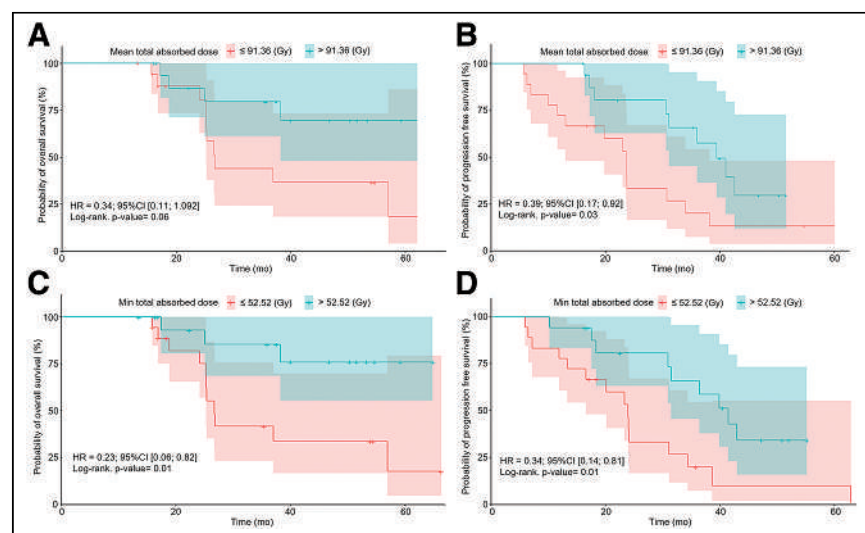 A
Mean total absorbed dose ≤ 91.36 (Gy) > 91.36 (Gy)
Probability of overall survival (%)
100
75
50
25
0
HR = 0.34; 95%CI [0.11; 1.092]
Log-rank. p-value= 0.06
0 20 40 60
Time (mo)
B
Mean total absorbed dose ≤ 91.36 (Gy) > 91.36 (Gy)
Probability of progression free survival (%)
100
75
50
25
0
HR = 0.39; 95%CI [0.17; 0.92]
Log-rank. p-value= 0.03
0 20 40 60
Time (mo)
C
Min total absorbed dose ≤ 52.52 (Gy) > 52.52 (Gy)
Probability of overall survival (%)
100
75
50
25
0
HR = 0.23; 95%CI [0.06; 0.82]
Log-rank. p-value= 0.01
0 20 40 60
Time (mo)
D
Min total absorbed dose ≤ 52.52 (Gy) > 52.52 (Gy)
Probability of progression free survival (%)
100
75
50
25
0
HR = 0.34; 95%CI [0.14; 0.81]
Log-rank. p-value= 0.01
0 20 40 60
Time (mo)